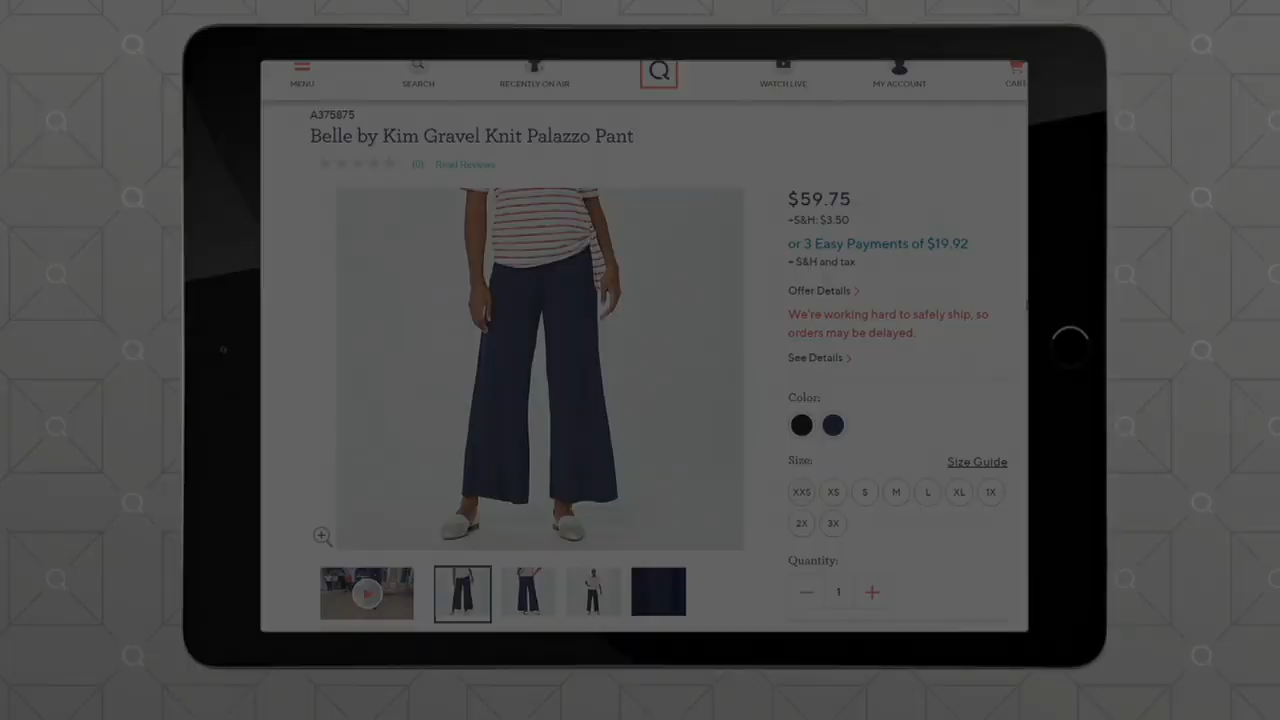 MENU
SEARCH
RECENTLY ON AIR
Q
WATCH LIVE
MY ACCOUNT
CART
A375875
Belle by Kim Gravel Knit Palazzo Pant
(0) Read Reviews
$59.75
+S&H: $3.50
or 3 Easy Payments of $19.92
+ S&H and tax
Offer Details >
We're working hard to safely ship, so
orders may be delayed.
See Details >
Color:
Size: Size Guide
XXS XS S M L XL 1X
2X 3X
Quantity:
— 1 +